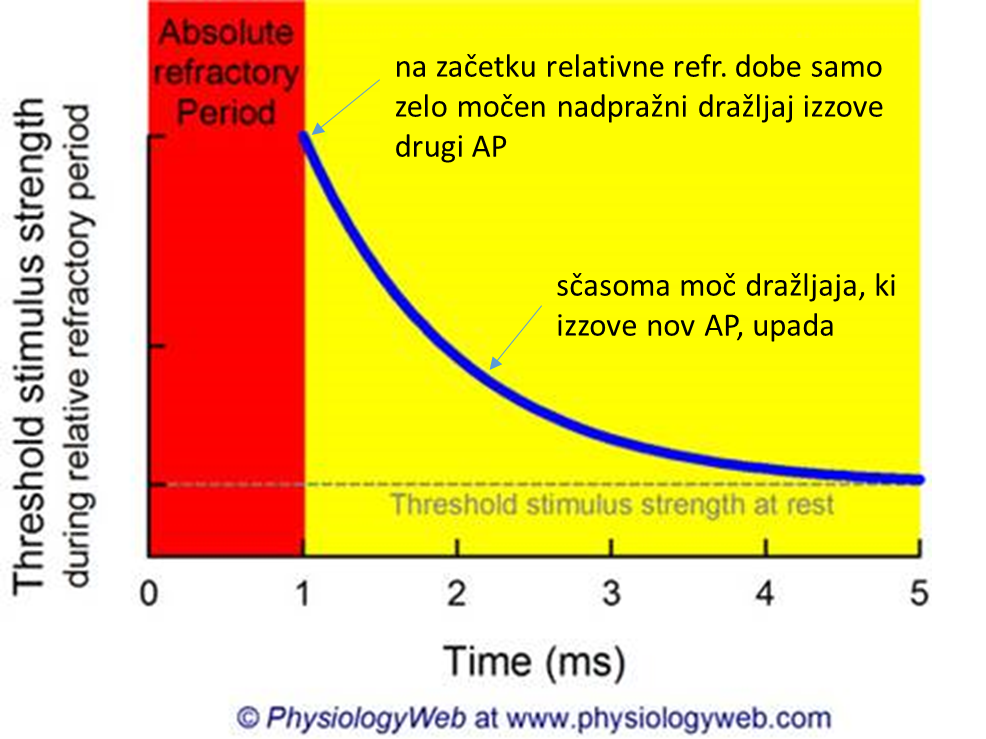 Absolute
refractory
Period
na začetku relativne refr. dobe samo
zelo močen nadpražni dražljaj izzove
drugi AP
sčasoma moč dražljaja, ki
izzove nov AP, upada
Threshold stimulus strength
during relative refractory period
Threshold stimulus strength at rest
0 1 2 3 4 5
Time (ms)
© PhysiologyWeb at www.physiologyweb.com